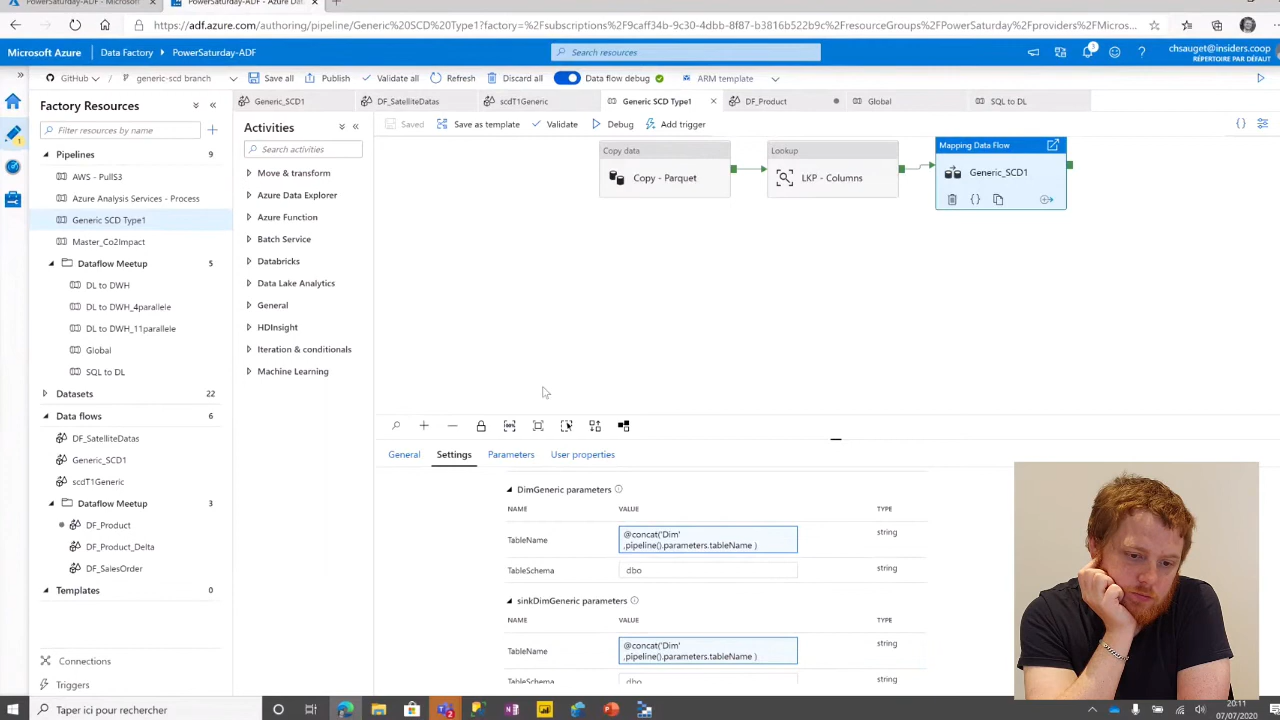 PowerSaturday-ADF - Microsoft
https://adf.azure.com/authoring/pipeline/Generic%20SCD%20Type1?factory=%2Fsubscriptions%2F9caff34b-9c30-4dbb-8f87-b3816b522b9c%2FresourceGroups%2FPowerSaturday%2Fproviders%2FMicros...
Microsoft Azure
Data Factory
PowerSaturday-ADF
Search resources
1
chsauget@insiders.coop
RÉPERTOIRE PAR DÉFAUT
GitHub
generic-scd branch
Save all
Publish
Validate all
Refresh
Discard all
Data flow debug
ARM template
Factory Resources
Filter resources by name
Pipelines 9
AWS - PullS3
Azure Analysis Services - Process
Generic SCD Type1
Master_Co2Impact
Dataflow Meetup 5
DL to DWH
DL to DWH_4parallele
DL to DWH_11parallele
Global
SQL to DL
Datasets 22
Data flows 6
DF_SatelliteDatas
Generic_SCD1
scdT1Generic
Dataflow Meetup 3
DF_Product
DF_Product_Delta
DF_SalesOrder
Templates 0
Connections
Triggers
Activities
Search activities
Move & transform
Azure Data Explorer
Azure Function
Batch Service
Databricks
Data Lake Analytics
General
HDInsight
Iteration & conditionals
Machine Learning
Generic_SCD1
DF_SatelliteDatas
scdT1Generic
Generic SCD Type1
DF_Product
Global
SQL to DL
Saved
Save as template
Validate
Debug
Add trigger
Copy data
Copy - Parquet
Lookup
LKP - Columns
Mapping Data Flow
Generic_SCD1
General
Settings
Parameters
User properties
DimGeneric parameters
NAME VALUE TYPE
TableName
@concat('Dim'
,pipeline().parameters.tableName )
string
TableSchema dbo string
sinkDimGeneric parameters
NAME VALUE TYPE
TableName
@concat('Dim'
,pipeline().parameters.tableName )
string
TableSchema dbo string
Taper ici pour rechercher
20:11
07/07/2020